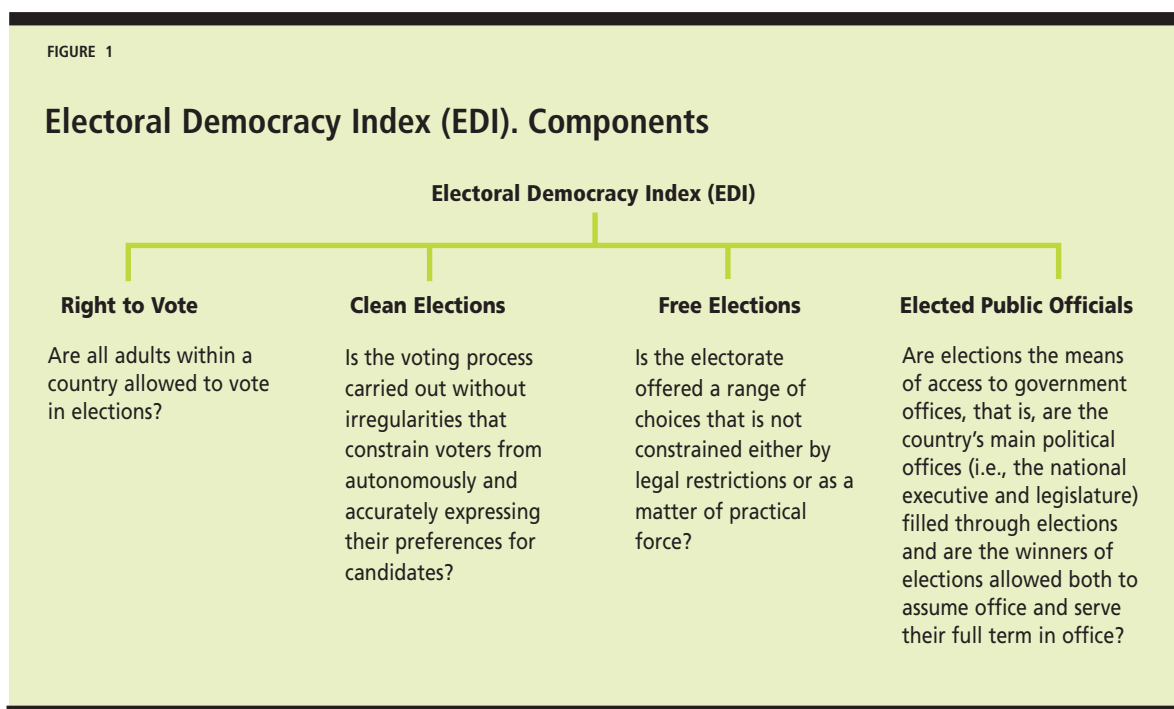 FIGURE 1
Electoral Democracy Index (EDI). Components
Electoral Democracy Index (EDI)
Right to Vote
Are all adults within a
country allowed to vote
in elections?
Clean Elections
Is the voting process
carried out without
irregularities that
constrain voters from
autonomously and
accurately expressing
their preferences for
candidates?
Free Elections
Is the electorate
offered a range of
choices that is not
constrained either by
legal restrictions or as a
matter of practical
force?
Elected Public Officials
Are elections the means
of access to government
offices, that is, are the
country's main political
offices (i.e., the national
executive and legislature)
filled through elections
and are the winners of
elections allowed both to
assume office and serve
their full term in office?